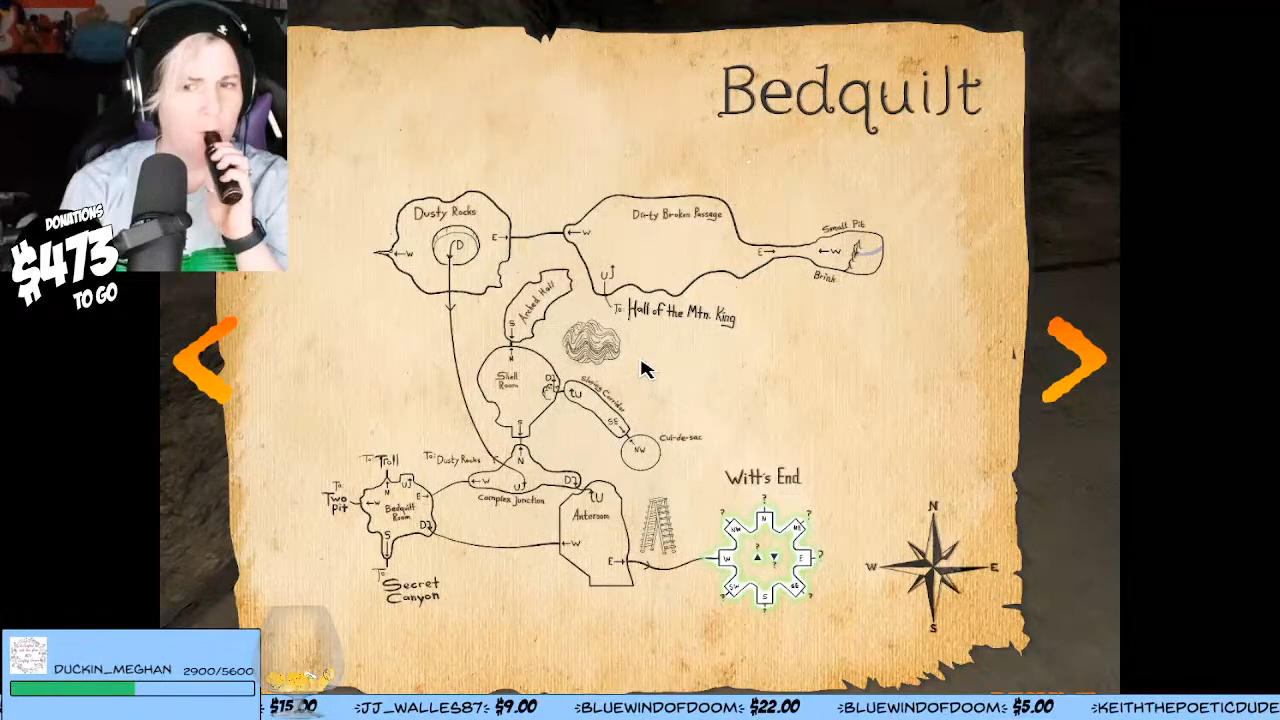 Bedquilt
DONATIONS
$473
TO GO
Dusty Rocks
D
E
W
W
Dirty Broken Passage
E
U
To: Hall of the Mtn. King
Small Pit
W
Brink
Arched Hall
S
N
Shell
Room
D
S
U
Sloping Corridor
SE
NW
Cul-de-sac
To: Troll
To: Dusty Rocks
To:
Two
Pit
N
U
W
E
Bedquilt
Room
S
D
To:
Secret
Canyon
N
W
U
D
Complex Junction
U
Anteroom
W
E
Witt's End
?
N
NW
NE
W
E
SW
SE
S
N
W
E
S
DUCKIN_MEGHAN 2900/5600
$15.00 JJ_WALLES87 $9.00 BLUEWINDOFDOOM $22.00 BLUEWINDOFDOOM $5.00 KEITHTHEPOETICDUDE